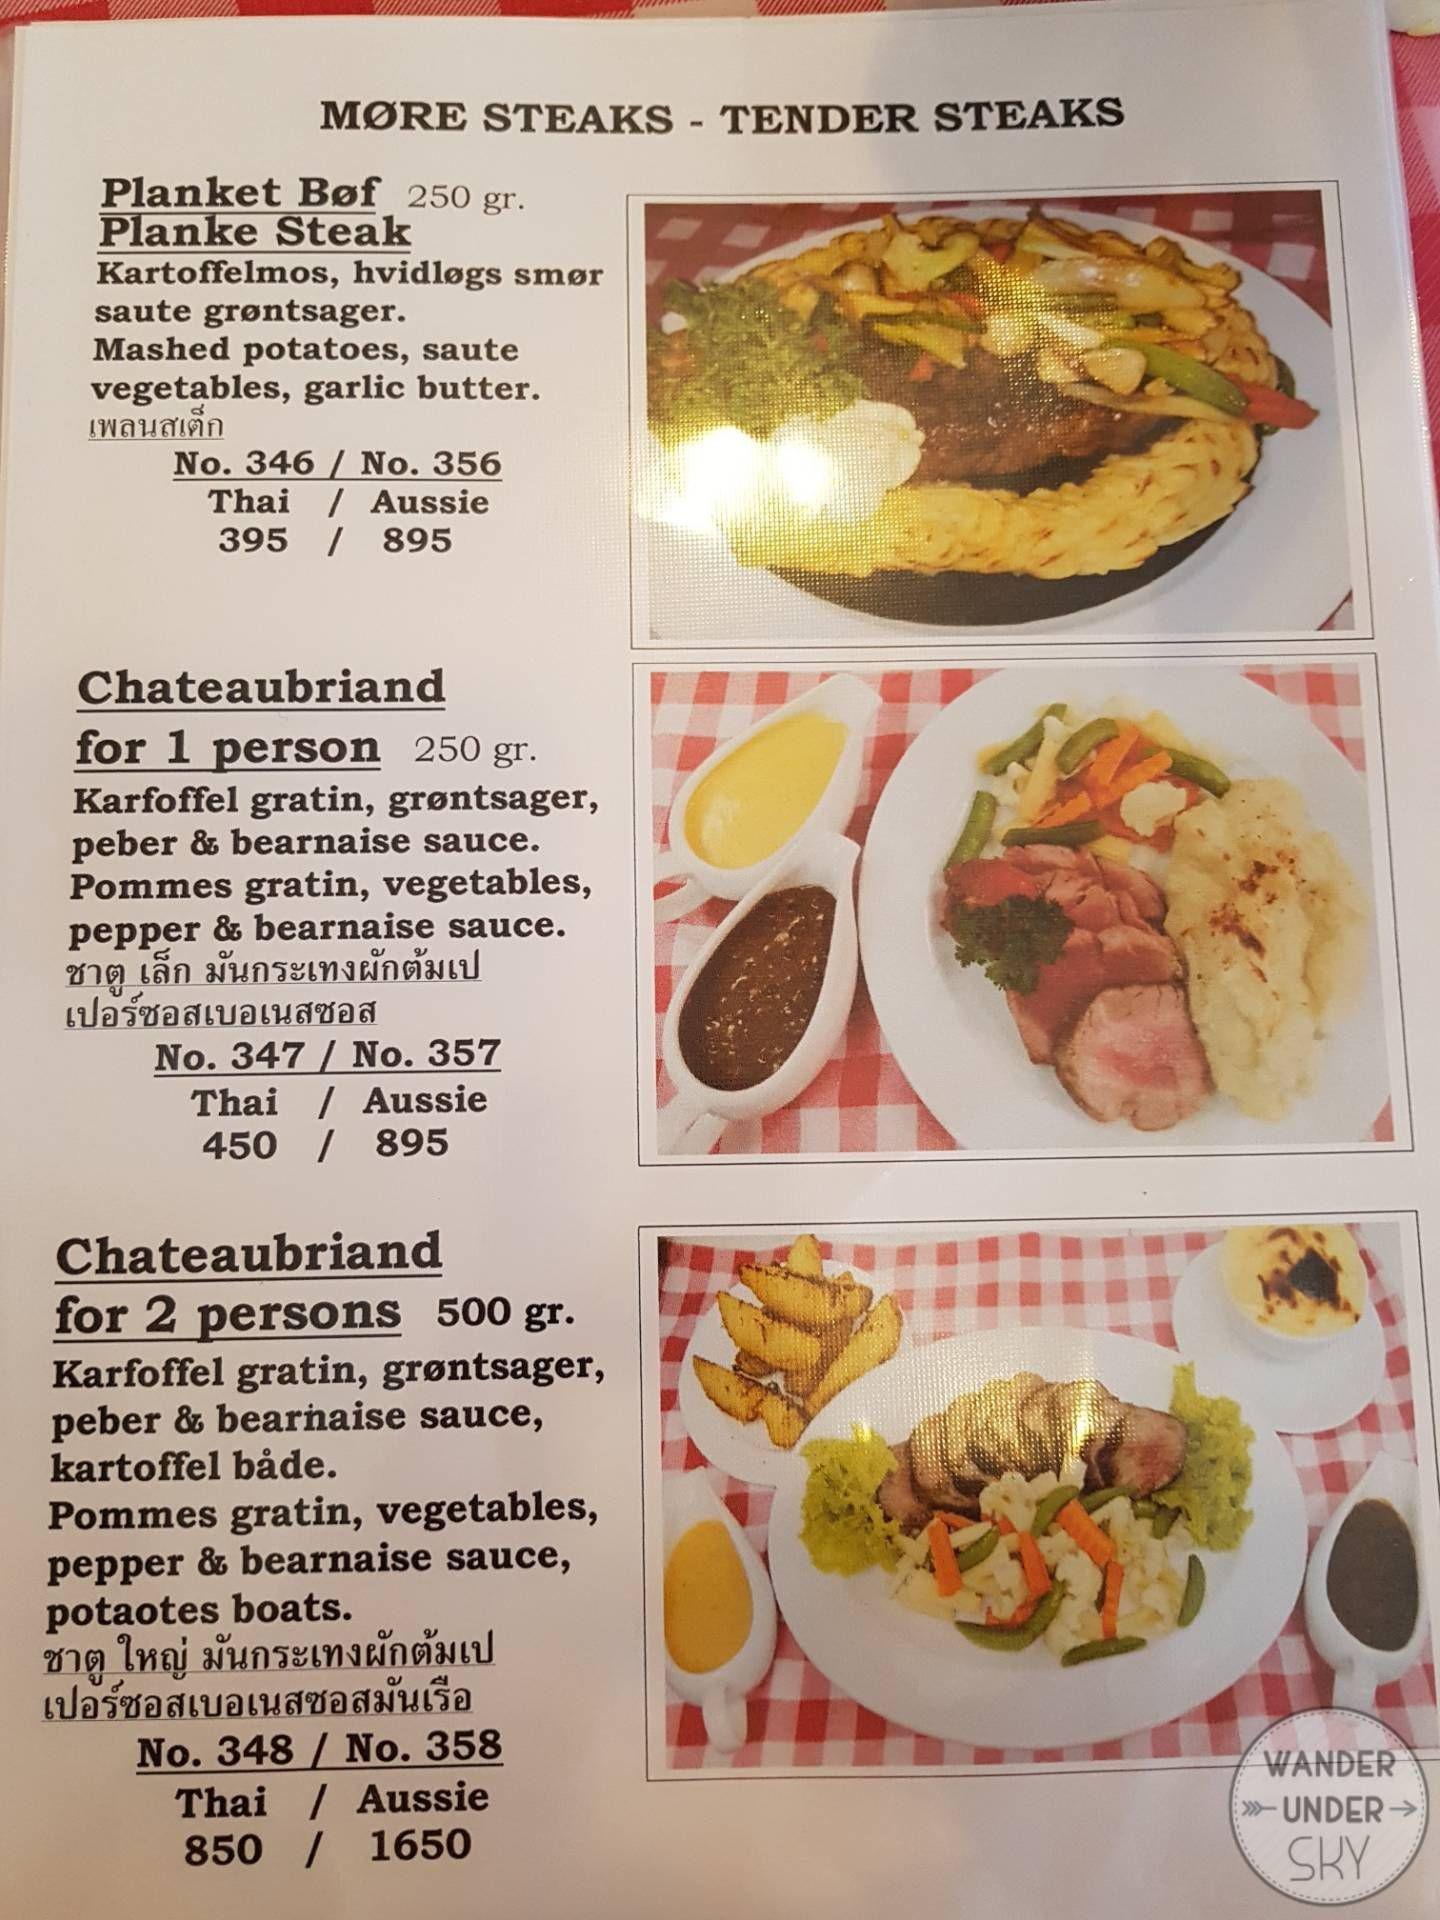 MØRE STEAKS - TENDER STEAKS
Planket Bøf 250 gr.
Planke Steak
Kartoffelmos, hvidløgs smør
saute grøntsager.
Mashed potatoes, saute
vegetables, garlic butter.
เพลนสเต็ก
No. 346 / No. 356
Thai / Aussie
395 / 895
Chateaubriand
for 1 person 250 gr.
Karfoffel gratin, grøntsager,
peber & bearnaise sauce.
Pommes gratin, vegetables,
pepper & bearnaise sauce.
ชาตู เล็ก มันกระเทงผักต้มเป
เปอร์ซอสเบอเนสซอส
No. 347 / No. 357
Thai / Aussie
450 / 895
Chateaubriand
for 2 persons 500 gr.
Karfoffel gratin, grøntsager,
peber & bearnaise sauce,
kartoffel både.
Pommes gratin, vegetables,
pepper & bearnaise sauce,
potaotes boats.
ชาตู ใหญ่ มันกระเทงผักต้มเป
เปอร์ซอสเบอเนสซอสมันเรือ
No. 348 / No. 358
Thai / Aussie
850 / 1650
WANDER
UNDER
SKY